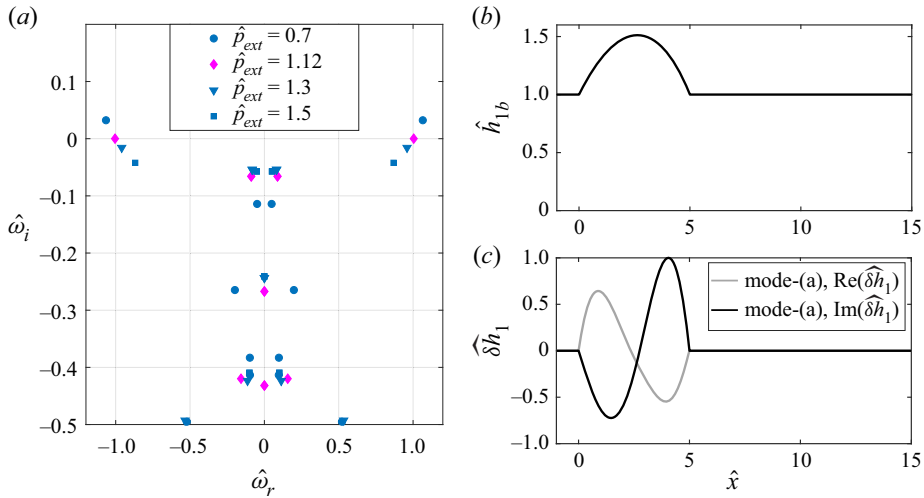 (a)
p̂ext = 0.7
p̂ext = 1.12
p̂ext = 1.3
p̂ext = 1.5
0.1
0
–0.1
–0.2
–0.3
–0.4
–0.5
ω̂i
–1.0 –0.5 0 0.5 1.0
ω̂r
(b)
1.5
1.0
0.5
0
ĥ1b
0 5 10 15
(c)
1.0
0.5
0
–0.5
–1.0
δĥ1
mode-(a), Re(δĥ1)
mode-(a), Im(δĥ1)
0 5 10 15
x̂